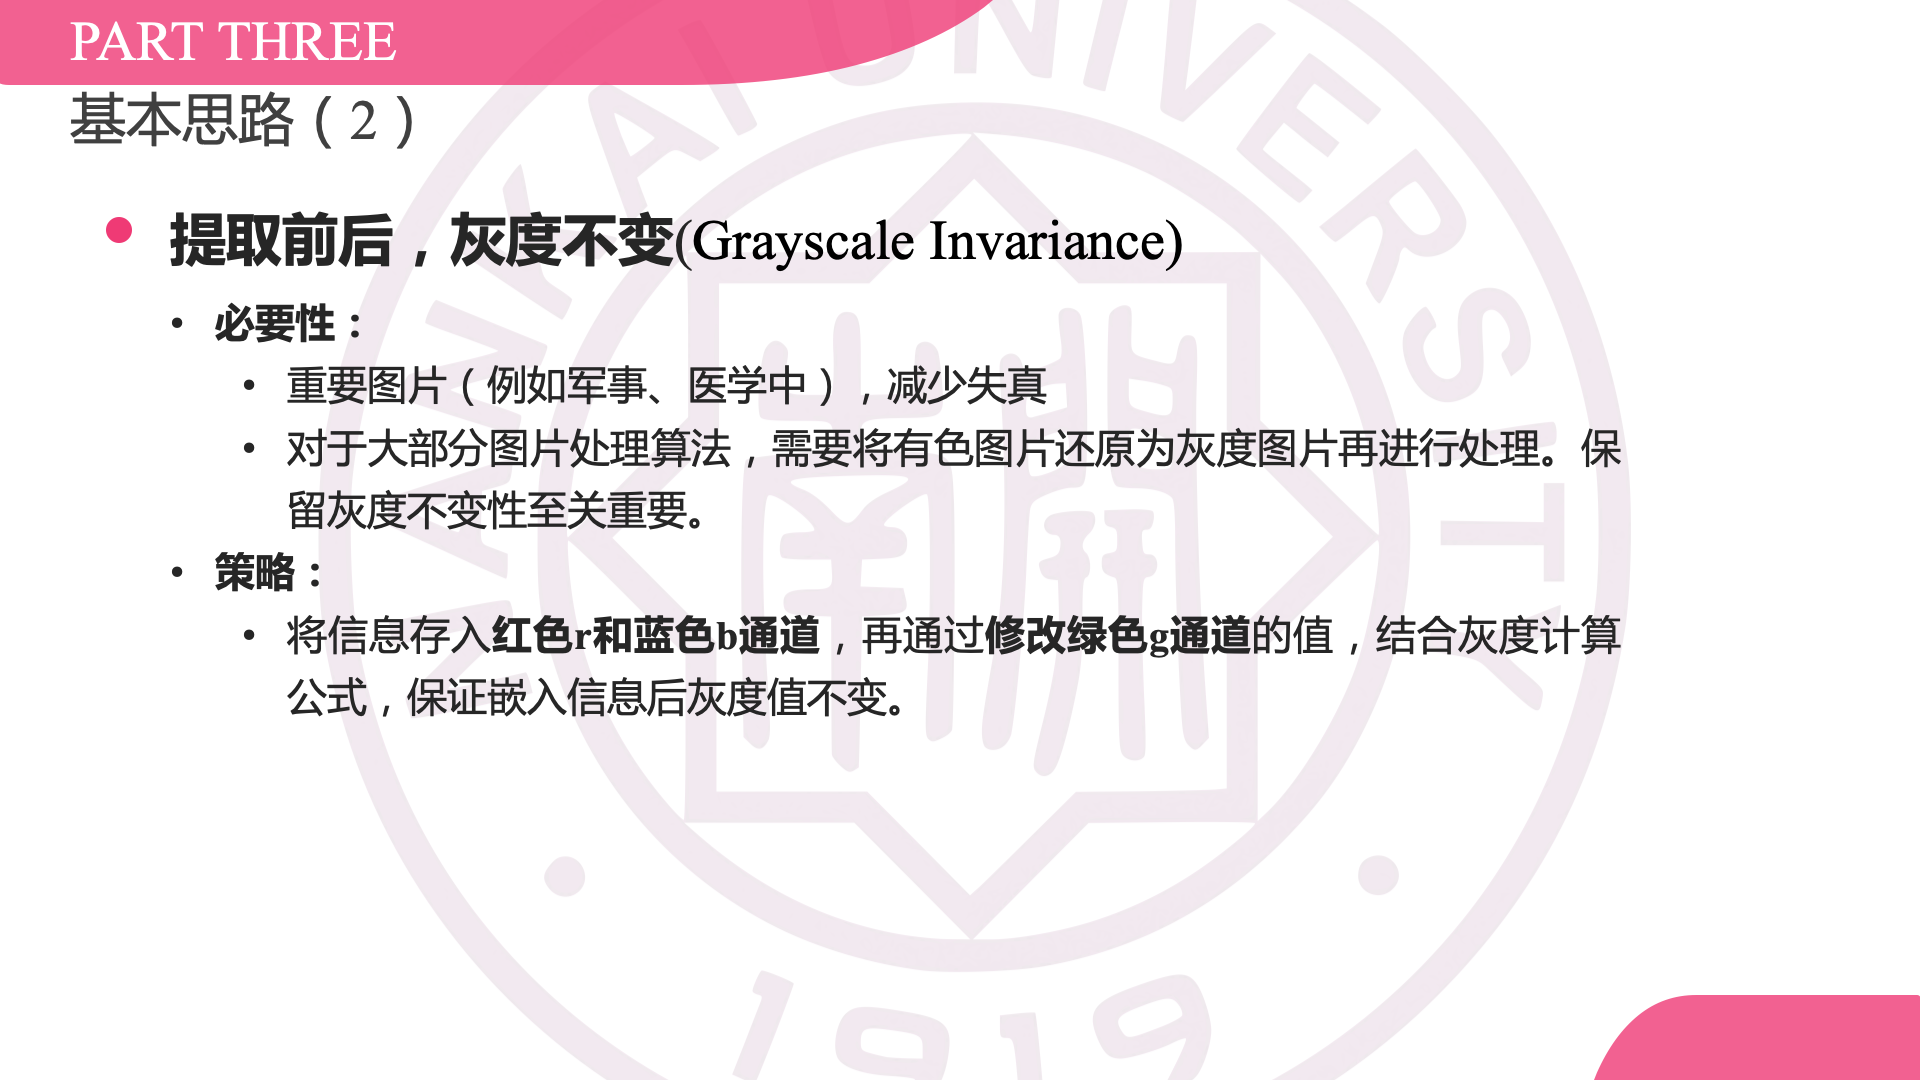 PART THREE
基本思路（2）
提取前后，灰度不变(Grayscale Invariance)
必要性：
重要图片（例如军事、医学中），减少失真
对于大部分图片处理算法，需要将有色图片还原为灰度图片再进行处理。保
留灰度不变性至关重要。
策略：
将信息存入红色r和蓝色b通道，再通过修改绿色g通道的值，结合灰度计算
公式，保证嵌入信息后灰度值不变。
NANKAI UNIVERSITY
南開
1919